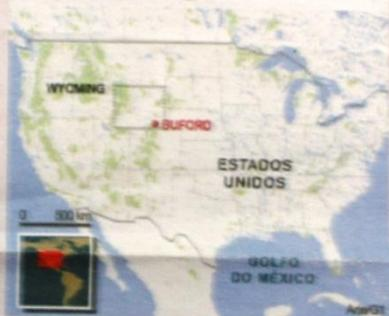 WYOMING
BUFORD
ESTADOS
UNIDOS
0 500 km
GOLFO
DO MÉXICO